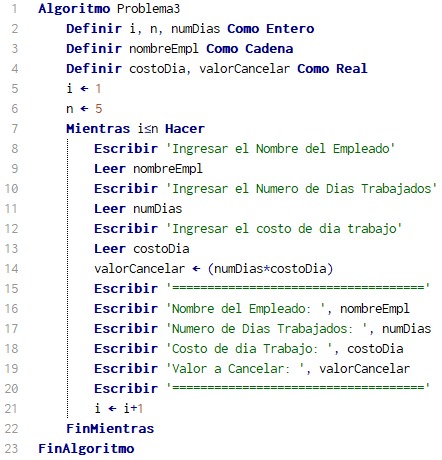 1 Algoritmo Problema3
2 Definir i, n, numDias Como Entero
3 Definir nombreEmpl Como Cadena
4 Definir costoDia, valorCancelar Como Real
5 i ← 1
6 n ← 5
7 Mientras i≤n Hacer
8 Escribir 'Ingresar el Nombre del Empleado'
9 Leer nombreEmpl
10 Escribir 'Ingresar el Numero de Dias Trabajados'
11 Leer numDias
12 Escribir 'Ingresar el costo de dia trabajo'
13 Leer costoDia
14 valorCancelar ← (numDias*costoDia)
15 Escribir '===================================='
16 Escribir 'Nombre del Empleado: ', nombreEmpl
17 Escribir 'Numero de Dias Trabajados: ', numDias
18 Escribir 'Costo de dia Trabajo: ', costoDia
19 Escribir 'Valor a Cancelar: ', valorCancelar
20 Escribir '===================================='
21 i ← i+1
22 FinMientras
23 FinAlgoritmo